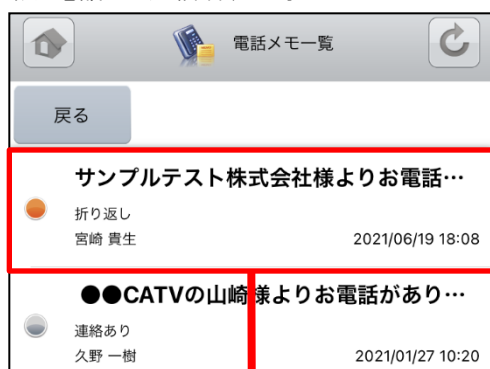 電話メモ一覧
戻る
サンプルテスト株式会社様よりお電話…
折り返し
宮崎 貴生
2021/06/19 18:08
●●CATVの山崎様よりお電話があり…
連絡あり
久野 一樹
2021/01/27 10:20